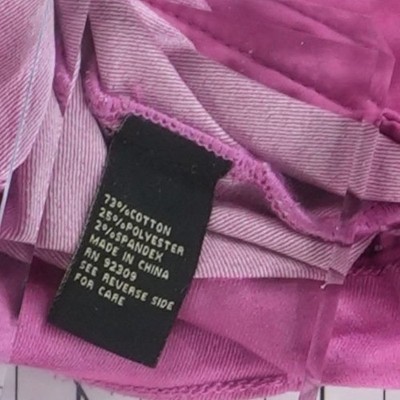 73%COTTON
25%POLYESTER
2%SPANDEX
MADE IN CHINA
RN 92309
SEE REVERSE SIDE
FOR CARE